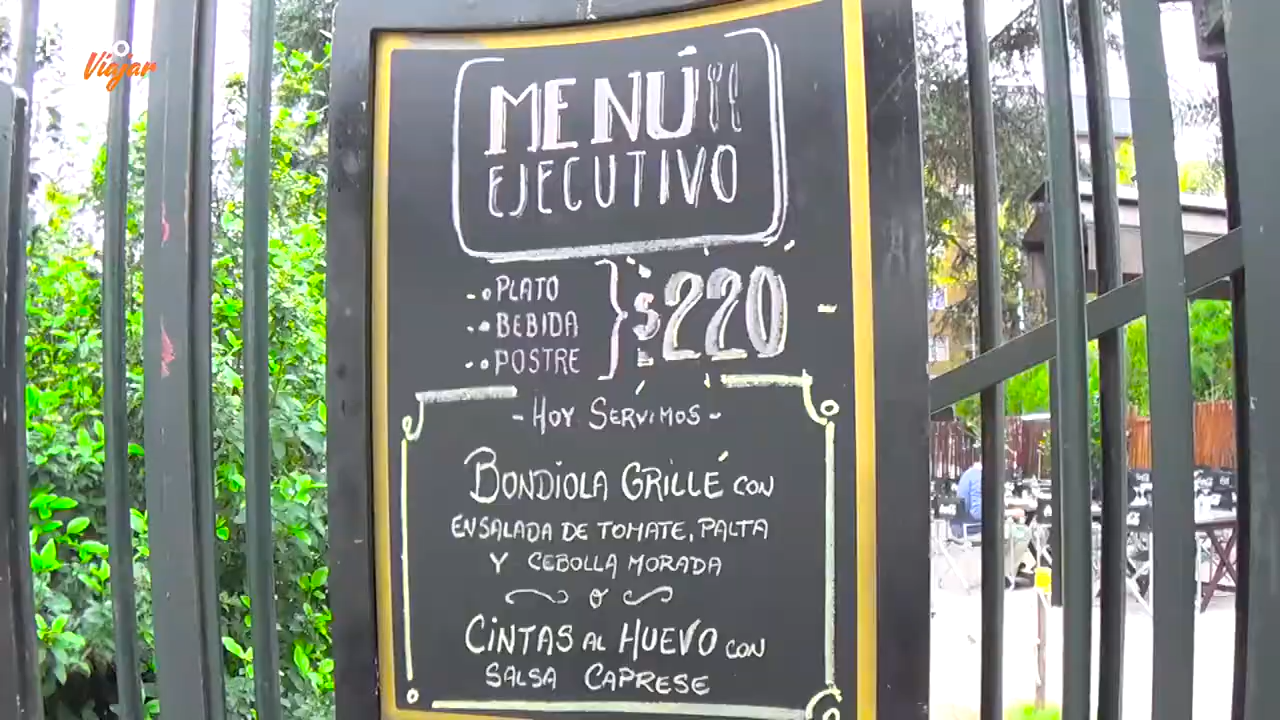 Viajar
MENÚ
EJECUTIVO
-o PLATO
-o BEBIDA
-o POSTRE
} $220 -
- HOY SERVIMOS -
BONDIOLA GRILLÉ CON
ENSALADA DE TOMATE, PALTA
Y CEBOLLA MORADA
o
CINTAS AL HUEVO CON
SALSA CAPRESE